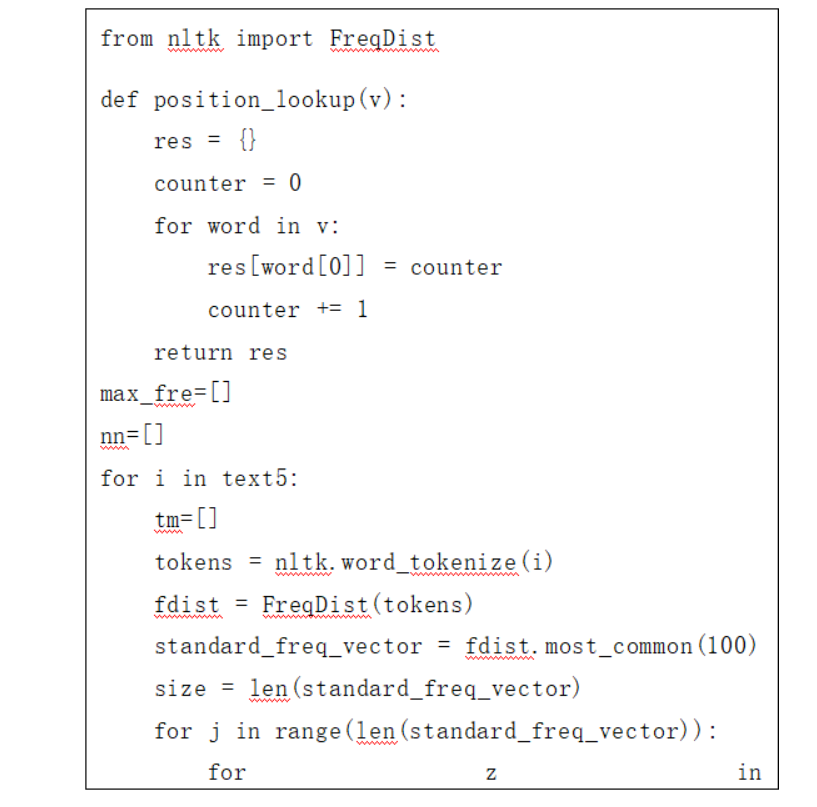 from nltk import FreqDist
def position_lookup(v):
    res = {}
    counter = 0
    for word in v:
        res[word[0]] = counter
        counter += 1
    return res
max_fre=[]
nn=[]
for i in text5:
    tm=[]
    tokens = nltk.word_tokenize(i)
    fdist = FreqDist(tokens)
    standard_freq_vector = fdist.most_common(100)
    size = len(standard_freq_vector)
    for j in range(len(standard_freq_vector)):
        for z in